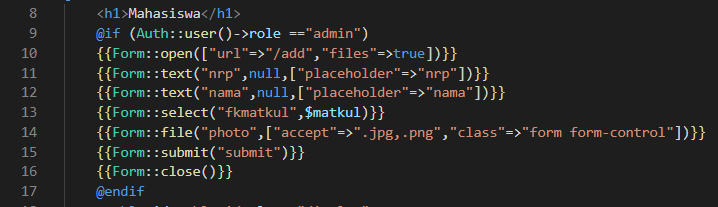 8 <h1>Mahasiswa</h1>
9 @if (Auth::user()->role =="admin")
10 {{Form::open(["url"=>"/add","files"=>true])}}
11 {{Form::text("nrp",null,["placeholder"=>"nrp"])}}
12 {{Form::text("nama",null,["placeholder"=>"nama"])}}
13 {{Form::select("fkmatkul",$matkul)}}
14 {{Form::file("photo",["accept"=>".jpg,.png","class"=>"form form-control"])}}
15 {{Form::submit("submit")}}
16 {{Form::close()}}
17 @endif